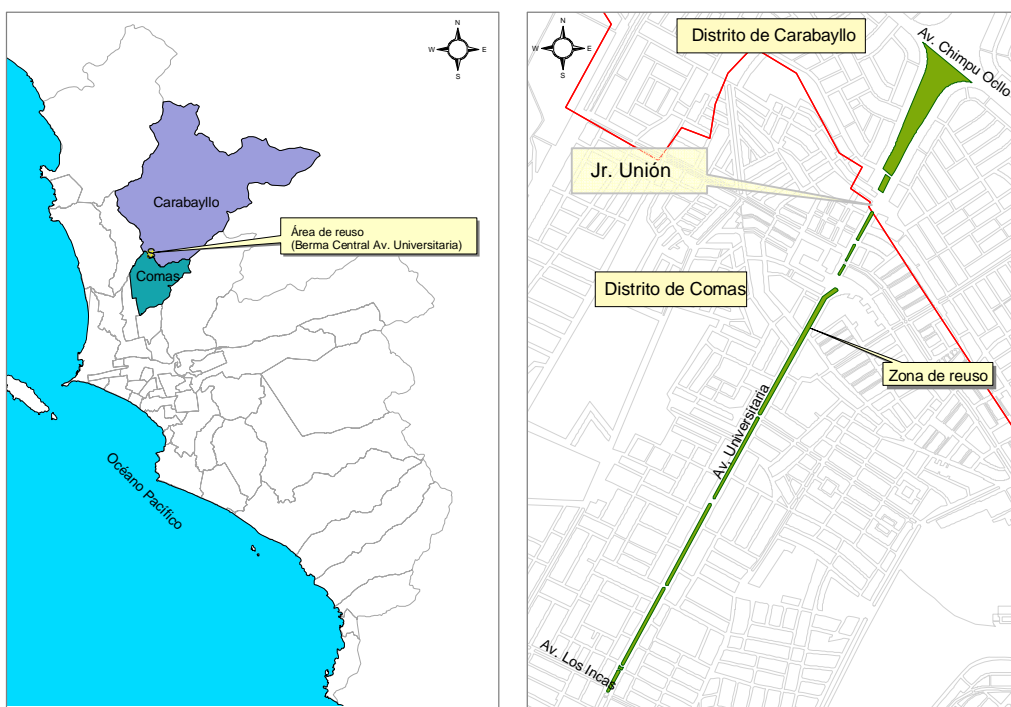 N
W
E
S
Carabayllo
Área de reuso
(Berma Central Av. Universitaria)
S
Comas
Océano Pacífico
Distrito de Carabayllo
N
W
E
S
Av. Chimpu Ocllo
Jr. Unión
Distrito de Comas
Zona de reuso
Av. Universitaria
Av. Los Incas